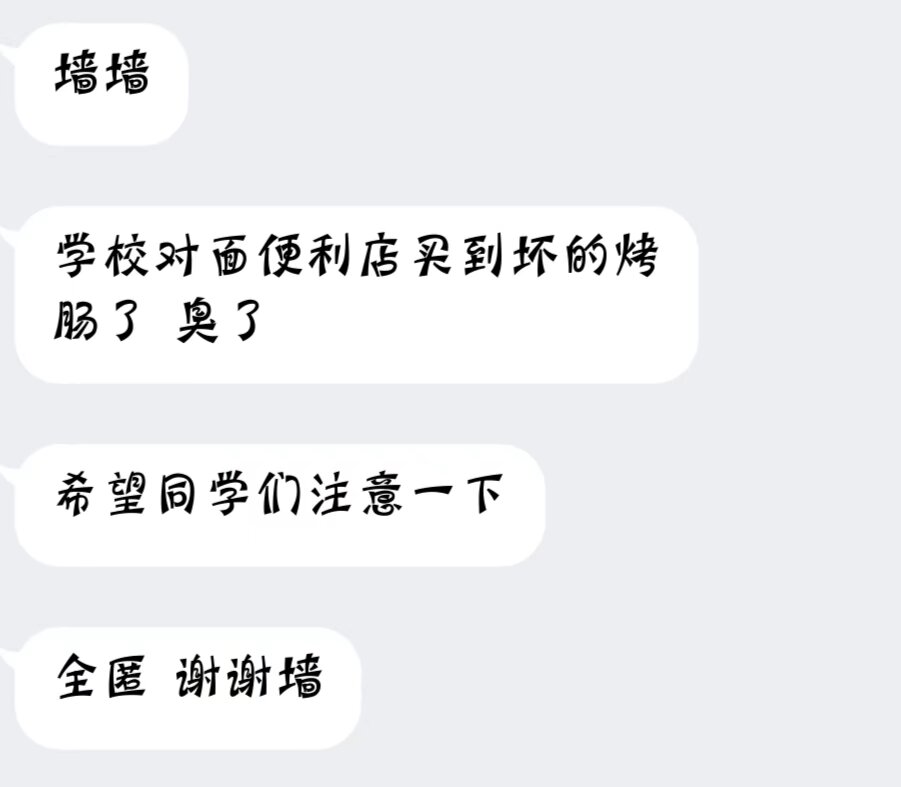 墙墙
学校对面便利店买到坏的烤
肠了 臭了
希望同学们注意一下
全匿 谢谢墙